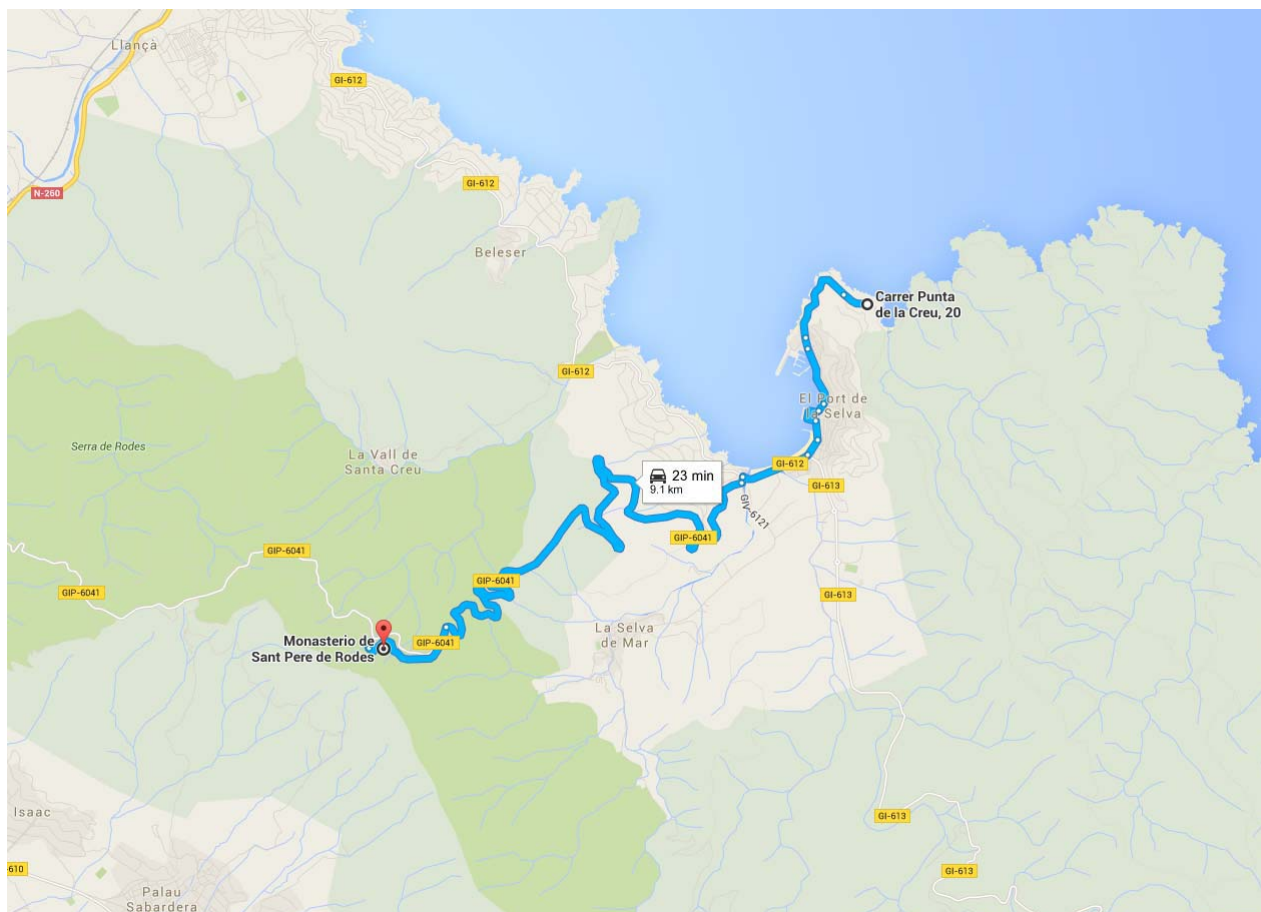 Llançà
GI-612
N-260
GI-612
Beleser
Carrer Punta
de la Creu, 20
GI-612
El Port de
la Selva
Serra de Rodes
La Vall de
Santa Creu
23 min
9.1 km
GI-612
GI-613
GIV-6121
GIP-6041
GIP-6041
GIP-6041
GIP-6041
GI-613
La Selva
de Mar
GIP-6041
Monasterio de
Sant Pere de Rodes
Isaac
GI-613
-610
GI-613
Palau
Sabardera